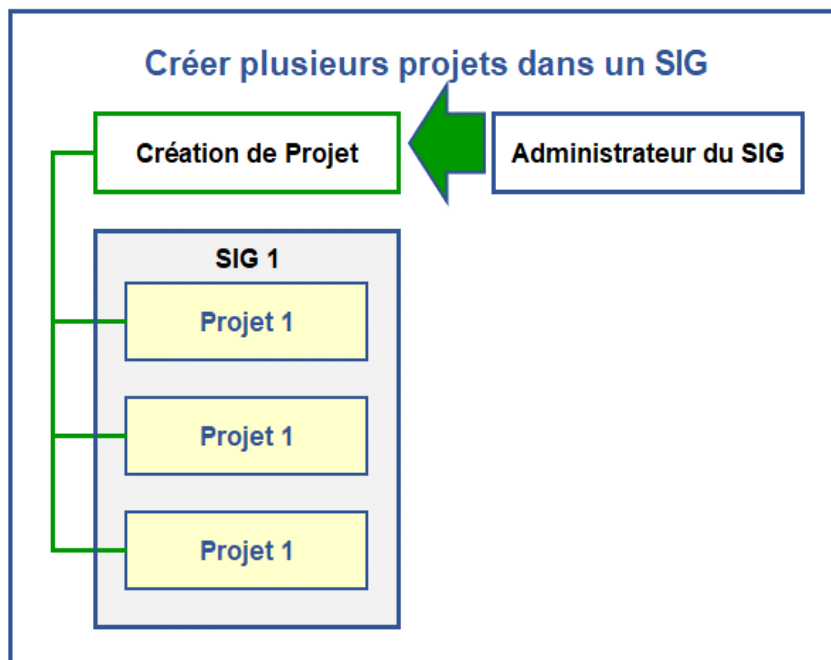 Créer plusieurs projets dans un SIG
Création de Projet
Administrateur du SIG
SIG 1
Projet 1
Projet 1
Projet 1